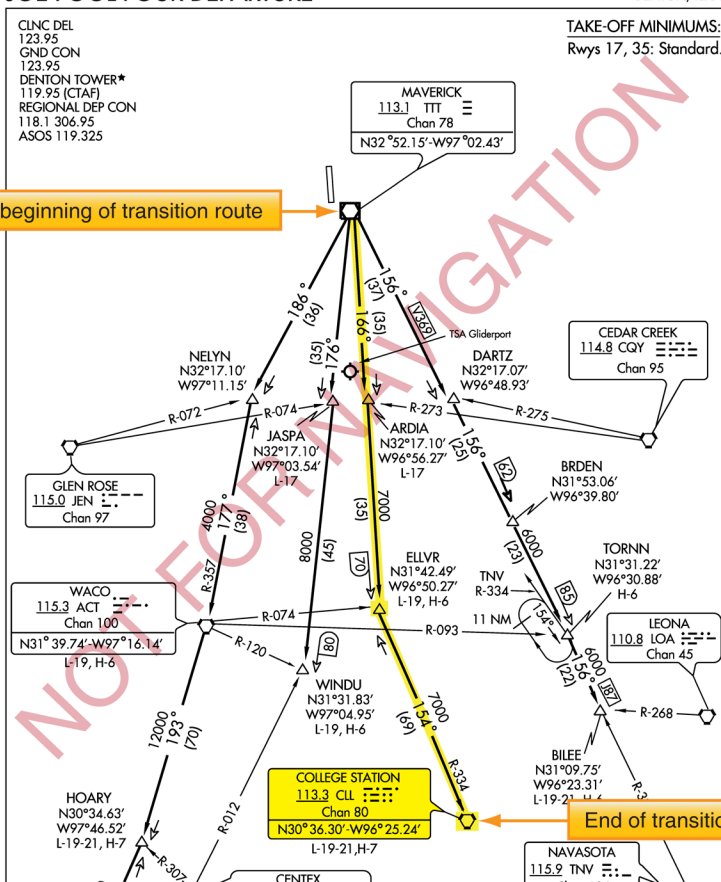 CLNC DEL
123.95
GND CON
123.95
DENTON TOWER★
119.95 (CTAF)
REGIONAL DEP CON
118.1 306.95
ASOS 119.325
TAKE-OFF MINIMUMS:
Rwys 17, 35: Standard.
MAVERICK
113.1 TTT
Chan 78
N32°52.15′-W97°02.43′
beginning of transition route
186°
(36)
(35)
176°
(37)
(35)
166°
156°
V369
TSA Gliderport
NELYN
N32°17.10′
W97°11.15′
DARTZ
N32°17.07′
W96°48.93′
CEDAR CREEK
114.8 CQY
Chan 95
R-072
R-074
R-273
R-275
JASPA
N32°17.10′
W97°03.54′
L-17
ARDIA
N32°17.10′
W96°56.27′
L-17
156°
(25)
GLEN ROSE
115.0 JEN
Chan 97
62
BRDEN
N31°53.06′
W96°39.80′
4000
177°
(38)
R-357
8000
(45)
7000
(35)
6000
(23)
70
ELLVR
N31°42.49′
W96°50.27′
L-19, H-6
TNV
R-334
TORNN
N31°31.22′
W96°30.88′
H-6
85
WACO
115.3 ACT
Chan 100
N31°39.74′-W97°16.14′
L-19, H-6
R-074
R-093
R-120
11 NM
154°
LEONA
110.8 LOA
Chan 45
80
6000
156°
(22)
J87
WINDU
N31°31.83′
W97°04.95′
L-19, H-6
R-268
12000
193°
(70)
7000
154°
(69)
R-334
BILEE
N31°09.75′
W96°23.31′
L-19-21, H-6
COLLEGE STATION
113.3 CLL
Chan 80
N30°36.30′-W96°25.24′
L-19-21,H-7
HOARY
N30°34.63′
W97°46.52′
L-19-21, H-7
R-012
R-3
End of transitio
R-307
CENTEX
NAVASOTA
115.9 TNV
NOT FOR NAVIGATION